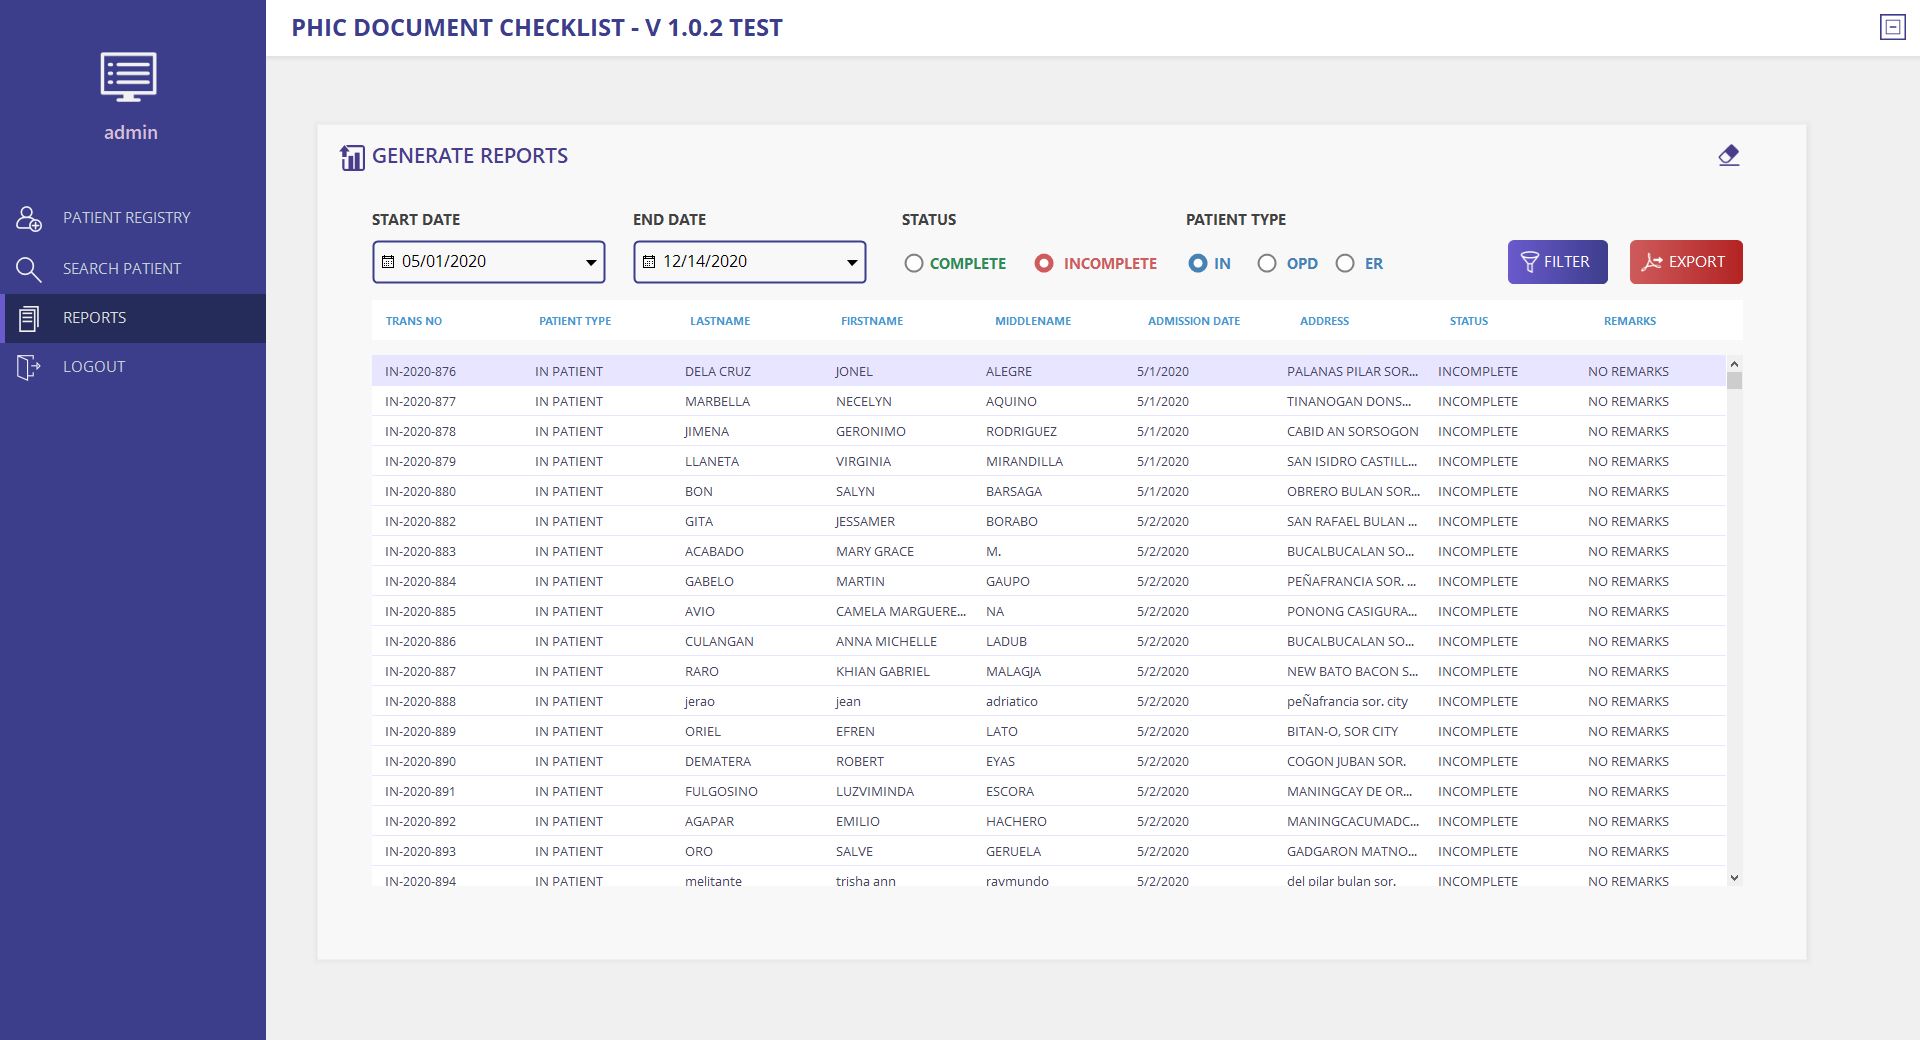 PHIC DOCUMENT CHECKLIST - V 1.0.2 TEST
admin
PATIENT REGISTRY
SEARCH PATIENT
REPORTS
LOGOUT
GENERATE REPORTS
START DATE END DATE STATUS PATIENT TYPE
05/01/2020 12/14/2020 COMPLETE INCOMPLETE IN OPD ER FILTER EXPORT
TRANS NO PATIENT TYPE LASTNAME FIRSTNAME MIDDLENAME ADMISSION DATE ADDRESS STATUS REMARKS
IN-2020-876 IN PATIENT DELA CRUZ JONEL ALEGRE 5/1/2020 PALANAS PILAR SOR... INCOMPLETE NO REMARKS
IN-2020-877 IN PATIENT MARBELLA NECELYN AQUINO 5/1/2020 TINANOGAN DONS... INCOMPLETE NO REMARKS
IN-2020-878 IN PATIENT JIMENA GERONIMO RODRIGUEZ 5/1/2020 CABID AN SORSOGON INCOMPLETE NO REMARKS
IN-2020-879 IN PATIENT LLANETA VIRGINIA MIRANDILLA 5/1/2020 SAN ISIDRO CASTILL... INCOMPLETE NO REMARKS
IN-2020-880 IN PATIENT BON SALYN BARSAGA 5/1/2020 OBRERO BULAN SOR... INCOMPLETE NO REMARKS
IN-2020-882 IN PATIENT GITA JESSAMER BORABO 5/2/2020 SAN RAFAEL BULAN ... INCOMPLETE NO REMARKS
IN-2020-883 IN PATIENT ACABADO MARY GRACE M. 5/2/2020 BUCALBUCALAN SO... INCOMPLETE NO REMARKS
IN-2020-884 IN PATIENT GABELO MARTIN GAUPO 5/2/2020 PEÑAFRANCIA SOR. ... INCOMPLETE NO REMARKS
IN-2020-885 IN PATIENT AVIO CAMELA MARGUERE... NA 5/2/2020 PONONG CASIGURA... INCOMPLETE NO REMARKS
IN-2020-886 IN PATIENT CULANGAN ANNA MICHELLE LADUB 5/2/2020 BUCALBUCALAN SO... INCOMPLETE NO REMARKS
IN-2020-887 IN PATIENT RARO KHIAN GABRIEL MALAGJA 5/2/2020 NEW BATO BACON S... INCOMPLETE NO REMARKS
IN-2020-888 IN PATIENT jerao jean adriatico 5/2/2020 peÑafrancia sor. city INCOMPLETE NO REMARKS
IN-2020-889 IN PATIENT ORIEL EFREN LATO 5/2/2020 BITAN-O, SOR CITY INCOMPLETE NO REMARKS
IN-2020-890 IN PATIENT DEMATERA ROBERT EYAS 5/2/2020 COGON JUBAN SOR. INCOMPLETE NO REMARKS
IN-2020-891 IN PATIENT FULGOSINO LUZVIMINDA ESCORA 5/2/2020 MANINGCAY DE OR... INCOMPLETE NO REMARKS
IN-2020-892 IN PATIENT AGAPAR EMILIO HACHERO 5/2/2020 MANINGCACUMADC... INCOMPLETE NO REMARKS
IN-2020-893 IN PATIENT ORO SALVE GERUELA 5/2/2020 GADGARON MATNO... INCOMPLETE NO REMARKS
IN-2020-894 IN PATIENT melitante trisha ann raymundo 5/2/2020 del pilar bulan sor. INCOMPLETE NO REMARKS